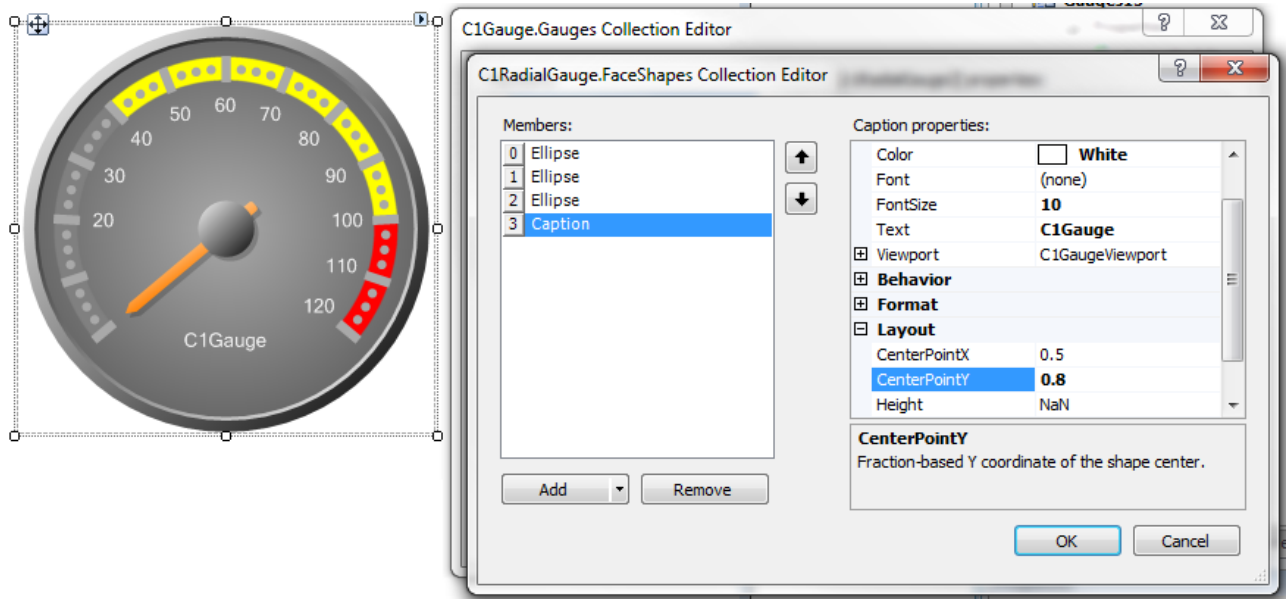 60
50
70
40
80
30
90
20
100
110
120
C1Gauge
C1Gauge.Gauges Collection Editor
C1RadialGauge.FaceShapes Collection Editor
Members:
0 Ellipse
1 Ellipse
2 Ellipse
3 Caption
Add
Remove
Caption properties:
Color White
Font (none)
FontSize 10
Text C1Gauge
Viewport C1GaugeViewport
Behavior
Format
Layout
CenterPointX 0.5
CenterPointY 0.8
Height NaN
CenterPointY
Fraction-based Y coordinate of the shape center.
OK
Cancel